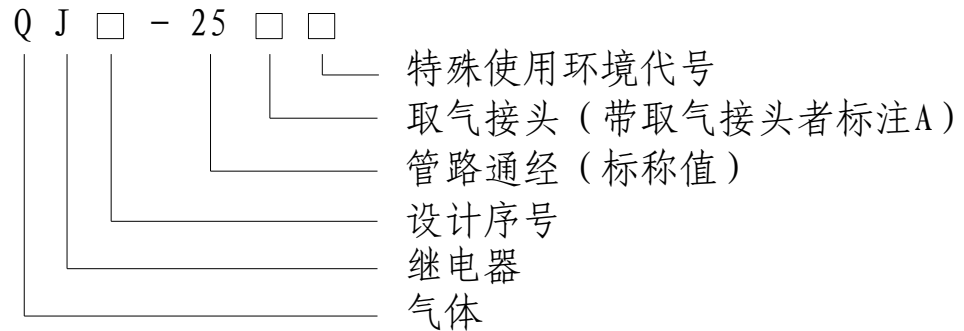 QJ□-25□□
特殊使用环境代号
取气接头（带取气接头者标注A）
管路通经（标称值）
设计序号
继电器
气体